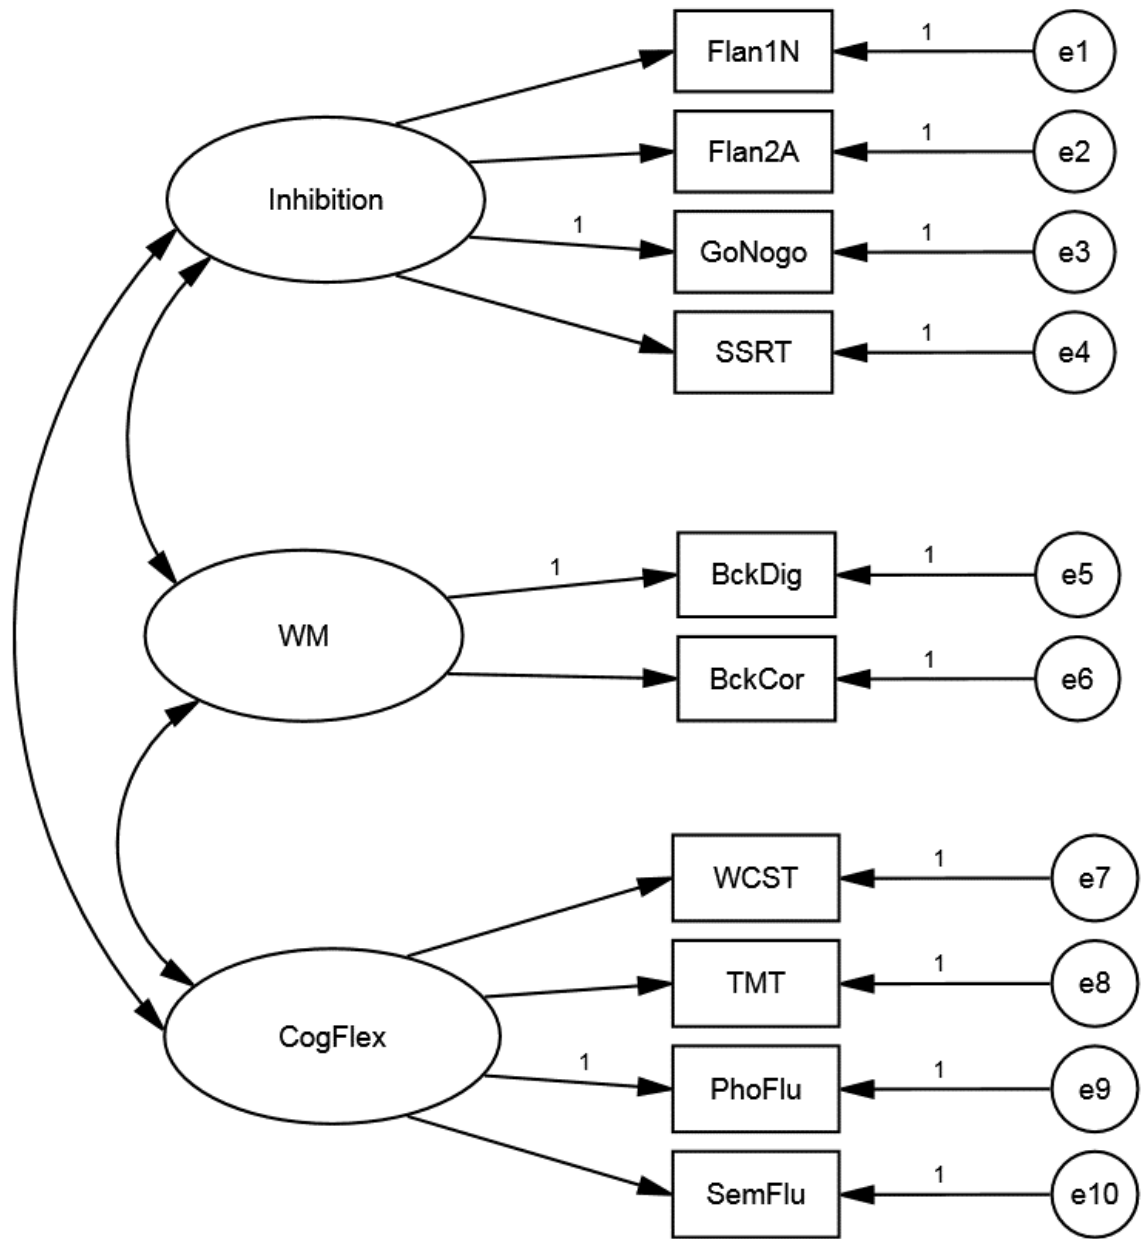 Flan1N
1
e1
Flan2A
1
e2
Inhibition
1
GoNogo
1
e3
SSRT
1
e4
1
BckDig
1
e5
WM
BckCor
1
e6
WCST
1
e7
TMT
1
e8
CogFlex
1
PhoFlu
1
e9
SemFlu
1
e10